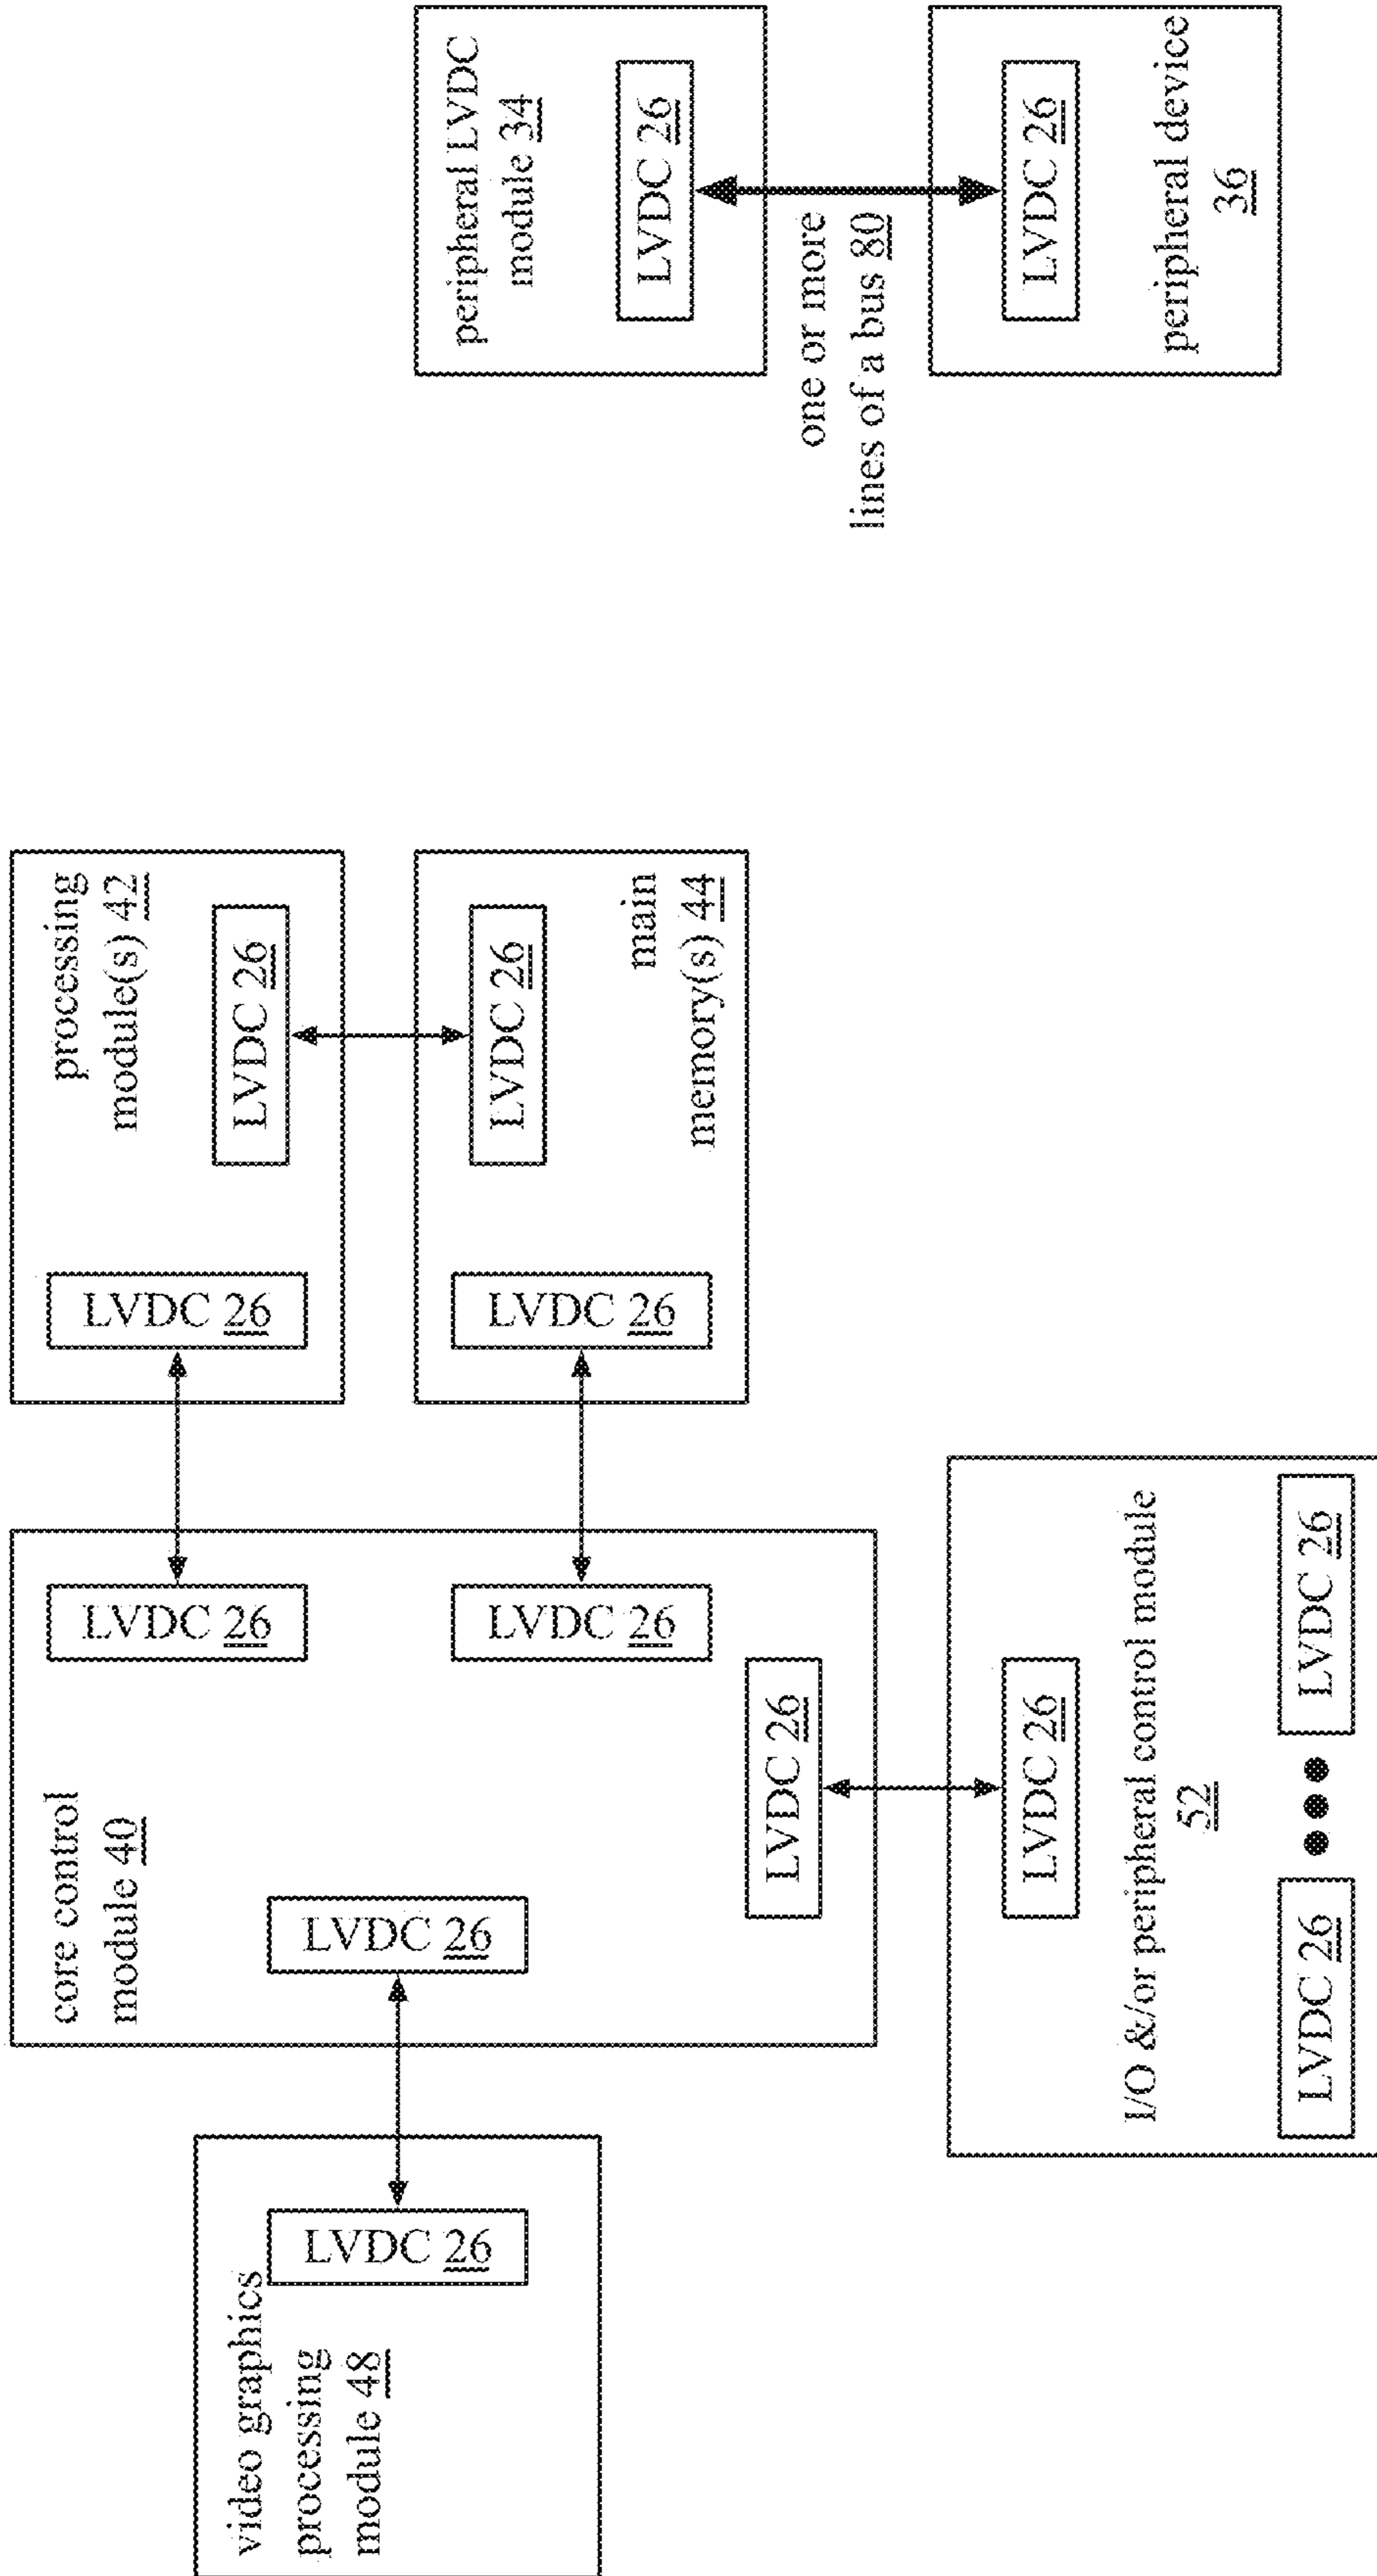 video graphics
processing
module 48
LVDC 26
core control
module 40
LVDC 26
LVDC 26
LVDC 26
LVDC 26
I/O &/or peripheral control module
52
LVDC 26
LVDC 26
LVDC 26
processing
module(s) 42
LVDC 26
LVDC 26
main
memory(s) 44
LVDC 26
LVDC 26
peripheral LVDC
module 34
LVDC 26
one or more
lines of a bus 80
LVDC 26
peripheral device
36